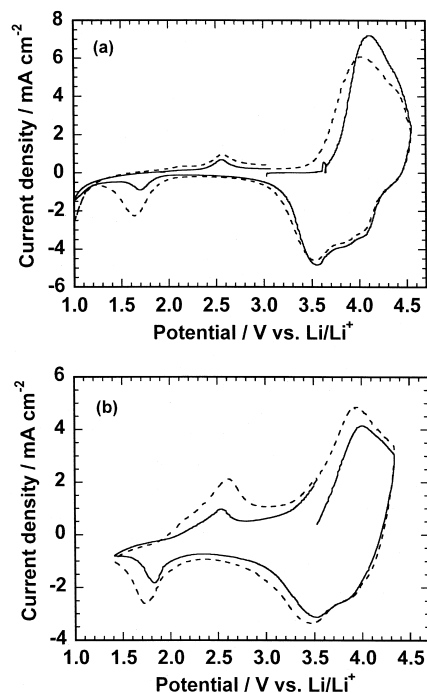 (a)
8
6
4
2
0
-2
-4
-6
Current density / mA cm-2
1.0 1.5 2.0 2.5 3.0 3.5 4.0 4.5
Potential / V vs. Li/Li+
(b)
6
4
2
0
-2
-4
Current density / mA cm-2
1.0 1.5 2.0 2.5 3.0 3.5 4.0 4.5
Potential / V vs. Li/Li+